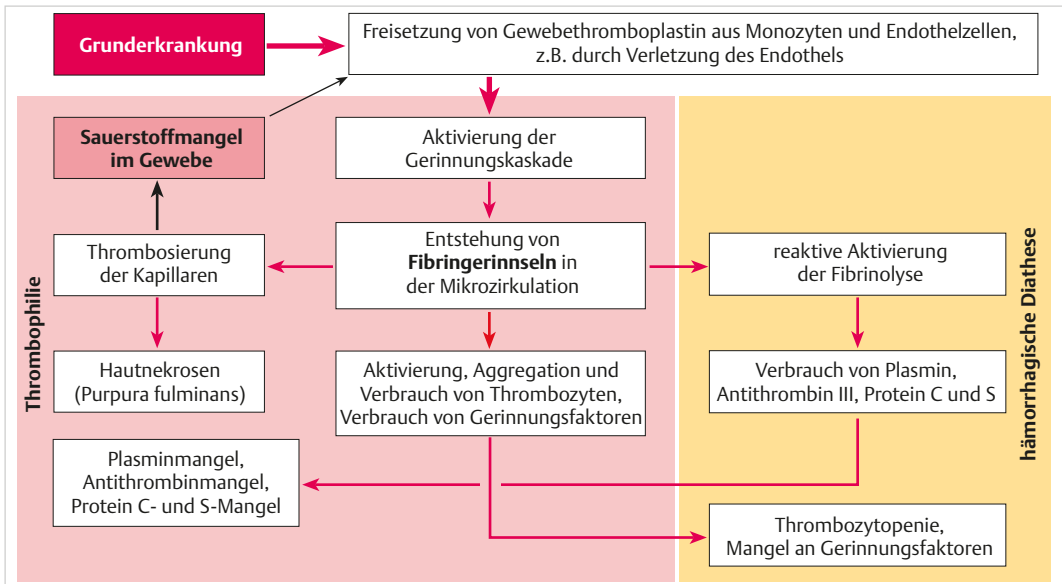 Grunderkrankung
Freisetzung von Gewebethromboplastin aus Monozyten und Endothelzellen,
z.B. durch Verletzung des Endothels
Sauerstoffmangel
im Gewebe
Aktivierung der
Gerinnungskaskade
Thrombosierung
der Kapillaren
Entstehung von
Fibringerinnseln in
der Mikrozirkulation
reaktive Aktivierung
der Fibrinolyse
Hautnekrosen
(Purpura fulminans)
Aktivierung, Aggregation und
Verbrauch von Thrombozyten,
Verbrauch von Gerinnungsfaktoren
Verbrauch von Plasmin,
Antithrombin III, Protein C und S
Plasminmangel,
Antithrombinmangel,
Protein C- und S-Mangel
Thrombozytopenie,
Mangel an Gerinnungsfaktoren
Thrombophilie
hämorrhagische Diathese